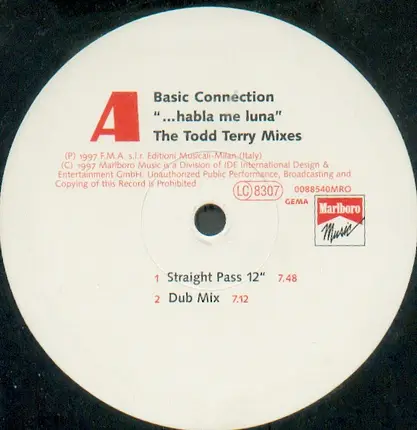 A
Basic Connection
"...habla me luna"
The Todd Terry Mixes
(P) 1997 F.M.A. s.l.r. Editioni Musicali-Milan (Italy)
(C) 1997 Marlboro Music is a Division of IDE International Design &
Entertainment GmbH. Unauthorized Public Performance, Broadcasting and
Copying of this Record is Prohibited
LC 8307
0088540MRO
GEMA
Marlboro
Music
1 Straight Pass 12" 7.48
2 Dub Mix 7.12